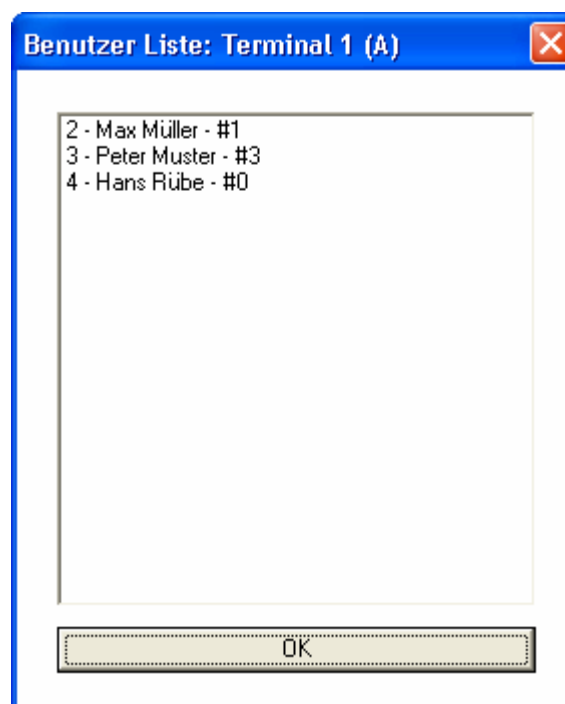 Benutzer Liste: Terminal 1 (A)
2 - Max Müller - #1
3 - Peter Muster - #3
4 - Hans Rübe - #0
OK